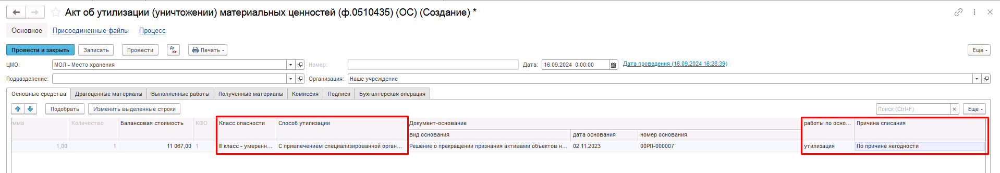 Акт об утилизации (уничтожении) материальных ценностей (ф.0510435) (ОС) (Создание) *
Основное Присоединенные файлы Процесс
Провести и закрыть Записать Провести Дт Кт Печать Еще
ЦМО: МОЛ - Место хранения Номер: Дата: 16.09.2024 0:00:00 Дата проведения (16.09.2024 16:28:39)
Подразделение: Организация: Наше учреждение
Основные средства Драгоценные материалы Выполненные работы Полученные материалы Комиссия Подписи Бухгалтерская операция
Подобрать Изменить выделенные строки Поиск (Ctrl+F) × Еще
умма Количество Балансовая стоимость КФО Класс опасности Способ утилизации Документ-основание работы по осно... Причина списания
вид основания дата основания номер основания
1,00 1 11 067,00 1 III класс - умеренн... С привлечением специализированной орган... Решение о прекращении признания активами объектов н... 02.11.2023 00РП-000007 утилизация По причине негодности